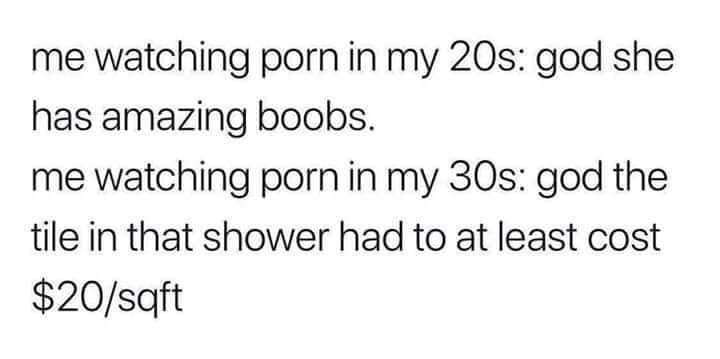 me watching porn in my 20s: god she
has amazing boobs.
me watching porn in my 30s: god the
tile in that shower had to at least cost
$20/sqft